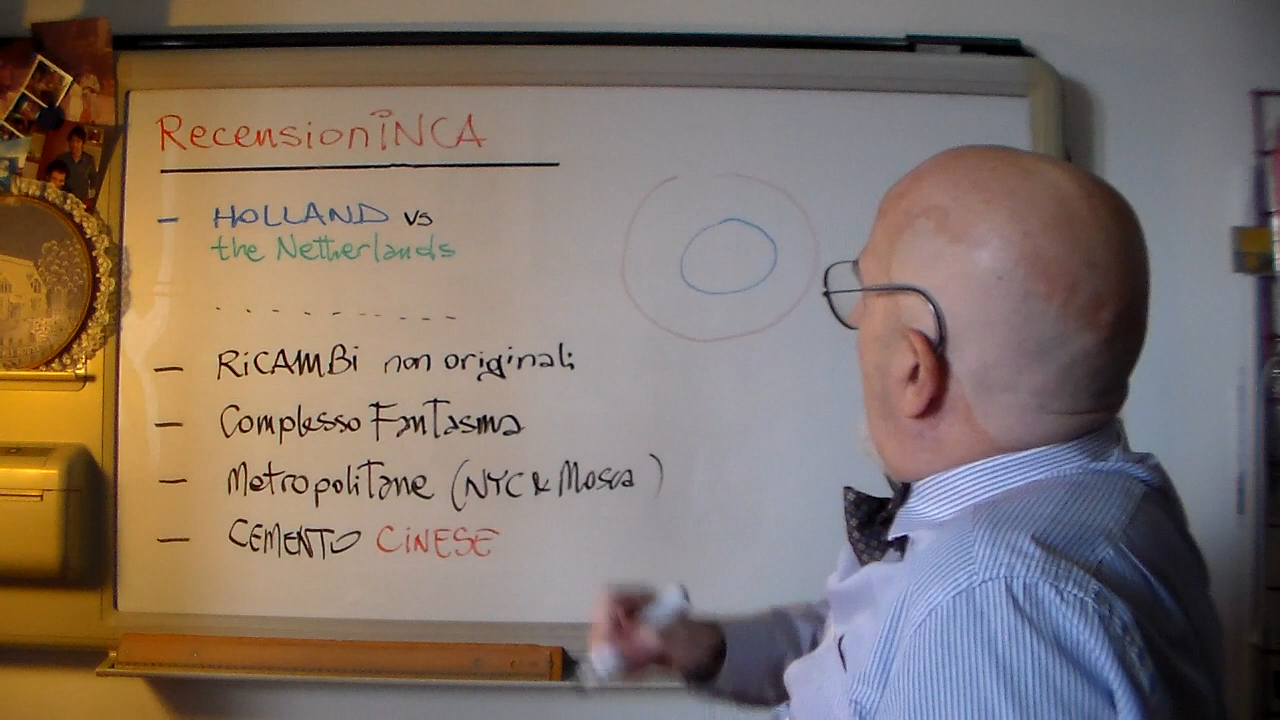 RecensionINCA
- HOLLAND vs
the Netherlands
- RiCAMBi non originali
- Complesso Fantasma
- Metropolitane (NYC & Mosca)
- CEMENTO CiNESE